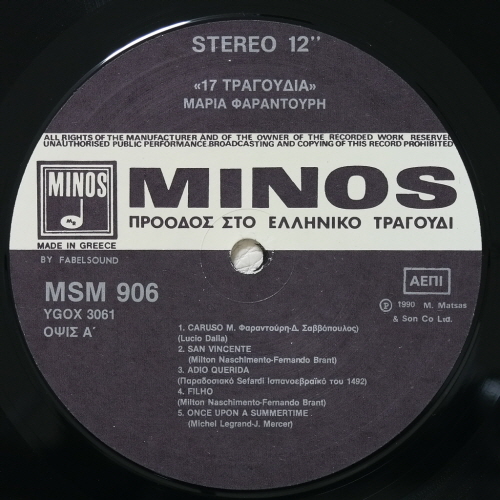 STEREO 12"
«17 ΤΡΑΓΟΥΔΙΑ»
ΜΑΡΙΑ ΦΑΡΑΝΤΟΥΡΗ
ALL RIGHTS OF THE MANUFACTURER AND OF THE OWNER OF THE RECORDED WORK RESERVED
UNAUTHORISED PUBLIC PERFORMANCE.BROADCASTING AND COPYING OF THIS RECORD PROHIBITED
MINOS
MINOS
ΠΡΟΟΔΟΣ ΣΤΟ ΕΛΛΗΝΙΚΟ ΤΡΑΓΟΥΔΙ
MADE IN GREECE
BY FABELSOUND
MSM 906
YGOX 3061
ΟΨΙΣ Α΄
ΑΕΠΙ
℗ 1990 M. Matsas
& Son Co Ltd.
1. CARUSO Μ. Φαραντούρη-Δ. Σαββόπουλος)
(Lucio Dalla)
2. SAN VINCENTE
(Milton Naschimento-Fernando Brant)
3. ADIO QUERIDA
(Παραδοσιακό Sefardi Ισπανοεβραϊκό του 1492)
4. FILHO
(Milton Naschimento-Fernando Brant)
5. ONCE UPON A SUMMERTIME
(Michel Legrand-J. Mercer)